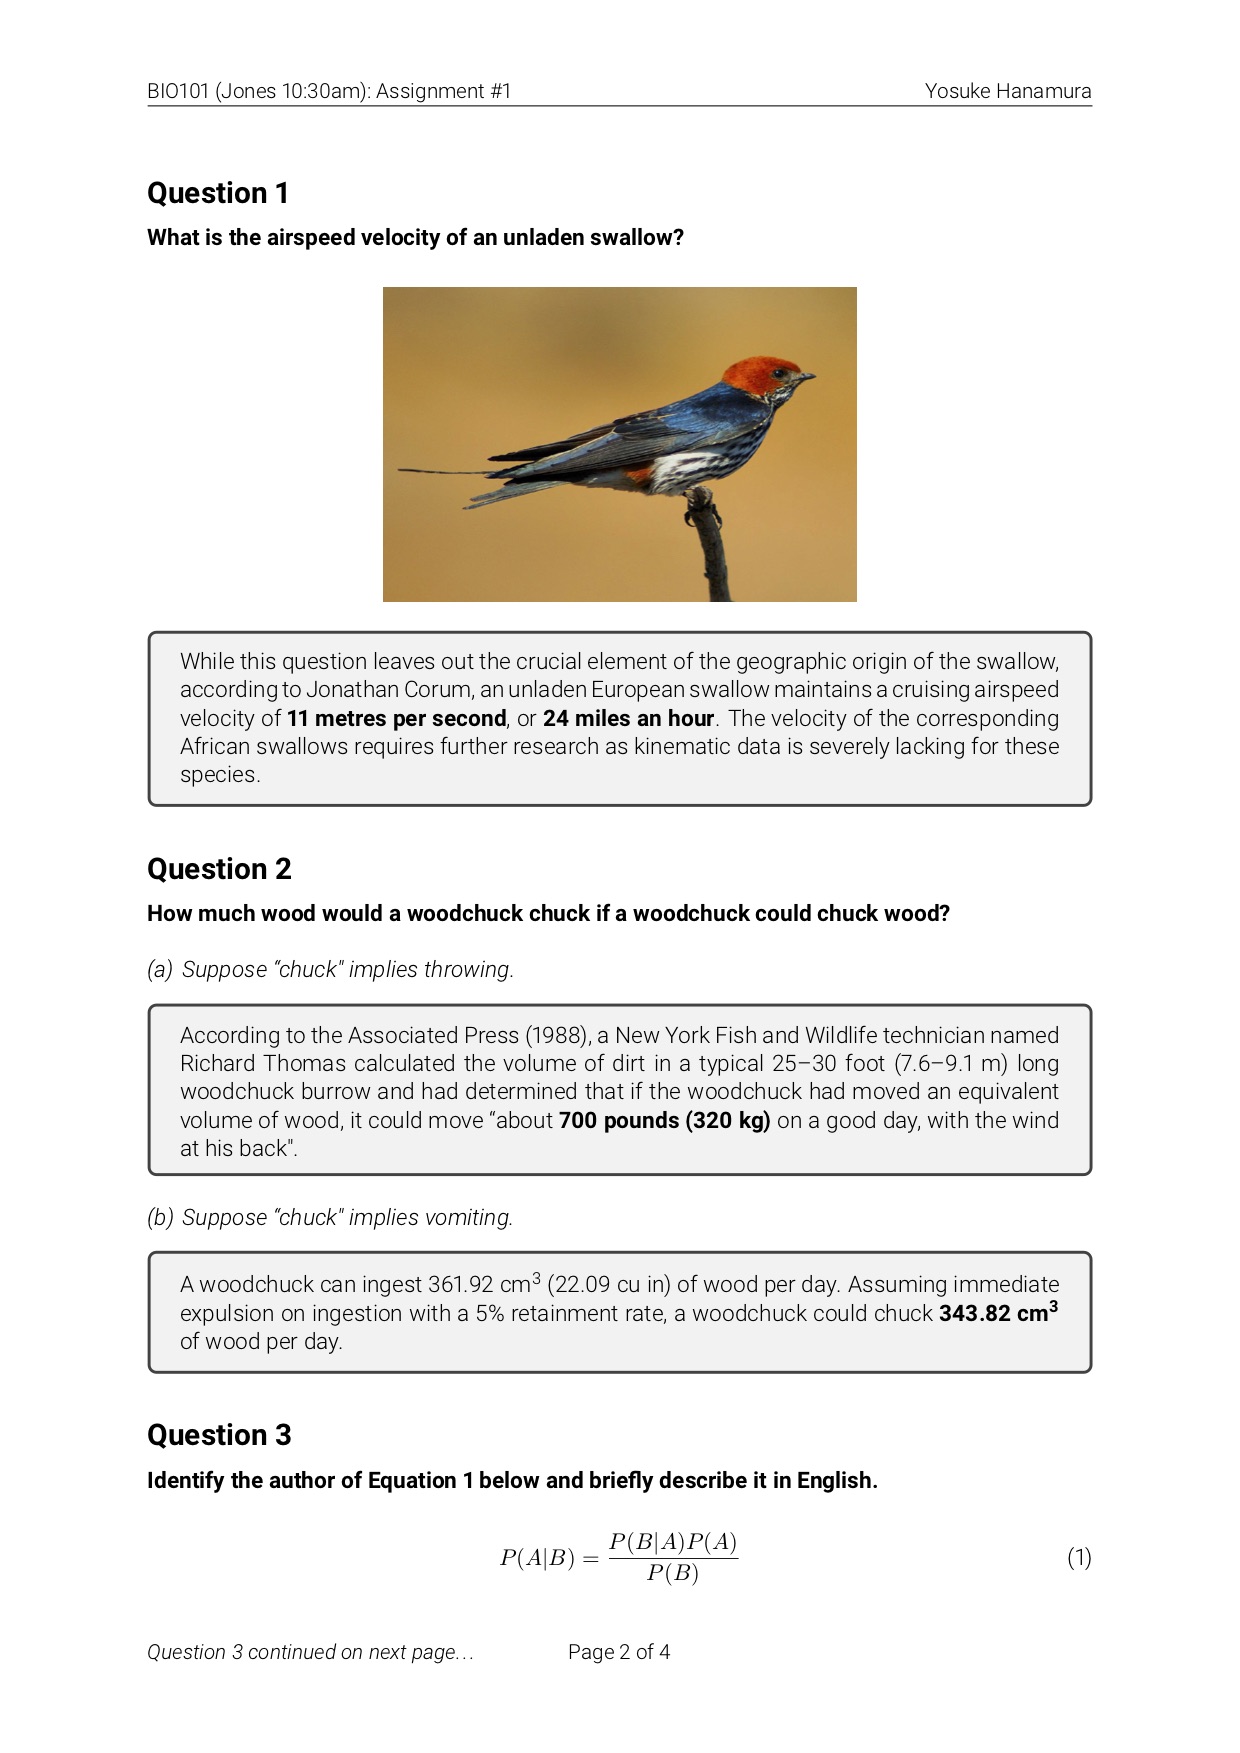 BIO101 (Jones 10:30am): Assignment #1 Yosuke Hanamura
Question 1
What is the airspeed velocity of an unladen swallow?
While this question leaves out the crucial element of the geographic origin of the swallow,
according to Jonathan Corum, an unladen European swallow maintains a cruising airspeed
velocity of 11 metres per second, or 24 miles an hour. The velocity of the corresponding
African swallows requires further research as kinematic data is severely lacking for these
species.
Question 2
How much wood would a woodchuck chuck if a woodchuck could chuck wood?
(a) Suppose “chuck" implies throwing.
According to the Associated Press (1988), a New York Fish and Wildlife technician named
Richard Thomas calculated the volume of dirt in a typical 25–30 foot (7.6–9.1 m) long
woodchuck burrow and had determined that if the woodchuck had moved an equivalent
volume of wood, it could move “about 700 pounds (320 kg) on a good day, with the wind
at his back".
(b) Suppose “chuck" implies vomiting.
A woodchuck can ingest 361.92 cm³ (22.09 cu in) of wood per day. Assuming immediate
expulsion on ingestion with a 5% retainment rate, a woodchuck could chuck 343.82 cm³
of wood per day.
Question 3
Identify the author of Equation 1 below and briefly describe it in English.
P(A|B) = P(B|A)P(A) / P(B) (1)
Question 3 continued on next page… Page 2 of 4